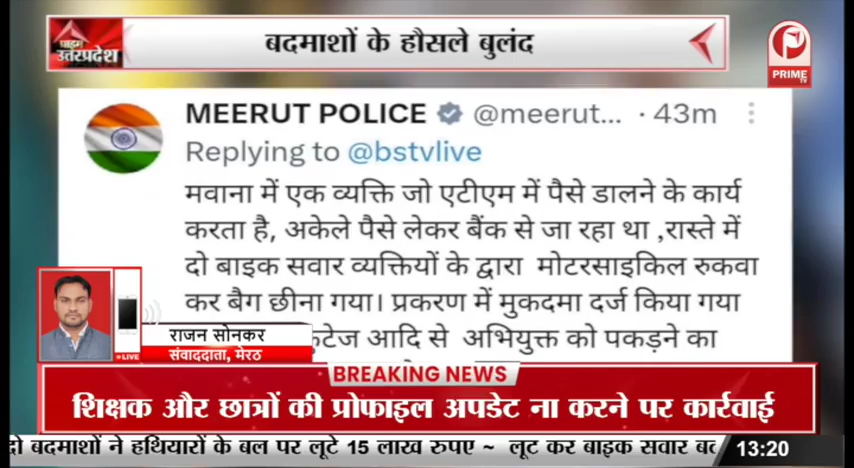 प्राइम
उत्तरप्रदेश
बदमाशों के हौसले बुलंद
PRIME
TV
MEERUT POLICE @meerut... · 43m
Replying to @bstvlive
मवाना में एक व्यक्ति जो एटीएम में पैसे डालने के कार्य
करता है, अकेले पैसे लेकर बैंक से जा रहा था ,रास्ते में
दो बाइक सवार व्यक्तियों के द्वारा मोटरसाइकिल रुकवा
कर बैग छीना गया। प्रकरण में मुकदमा दर्ज किया गया
आदि से अभियुक्त को पकड़ने का
LIVE
राजन सोनकर
संवाददाता, मेरठ
BREAKING NEWS
शिक्षक और छात्रों की प्रोफाइल अपडेट ना करने पर कार्रवाई
दो बदमाशों ने हथियारों के बल पर लूटे 15 लाख रुपए ~ लूट कर बाइक सवार 13:20